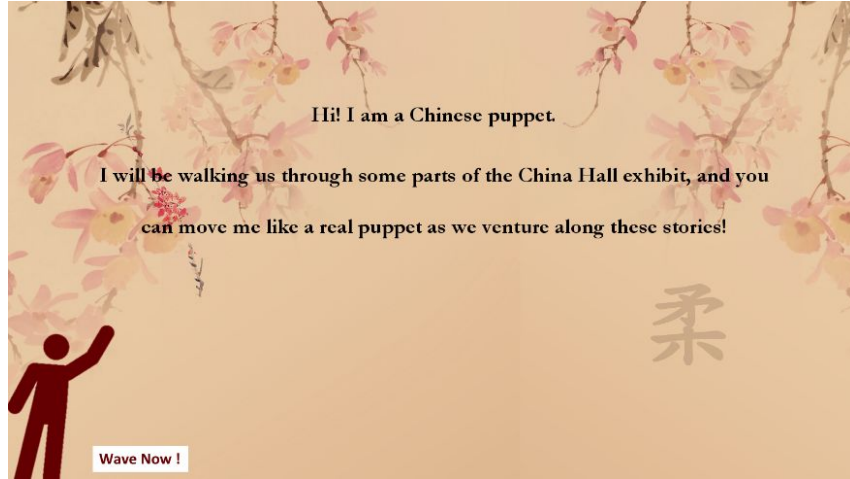 Hi! I am a Chinese puppet.
I will be walking us through some parts of the China Hall exhibit, and you
can move me like a real puppet as we venture along these stories!
柔
Wave Now !